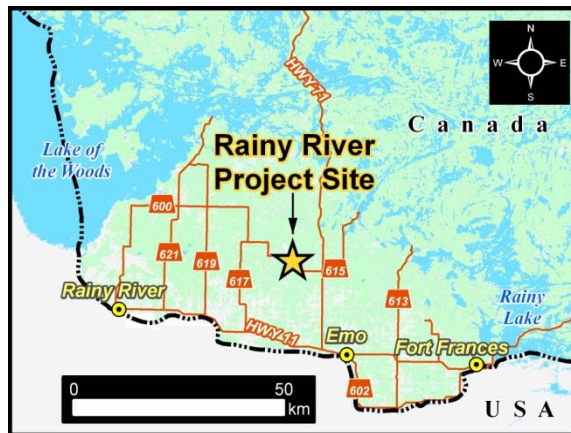 N
W E
S
HWY-11
Canada
Lake of
the Woods
Rainy River
Project Site
600
621
619
617
615
613
Rainy River
Rainy
Lake
HWY-11
Emo
Fort Frances
0 50
km
602
USA